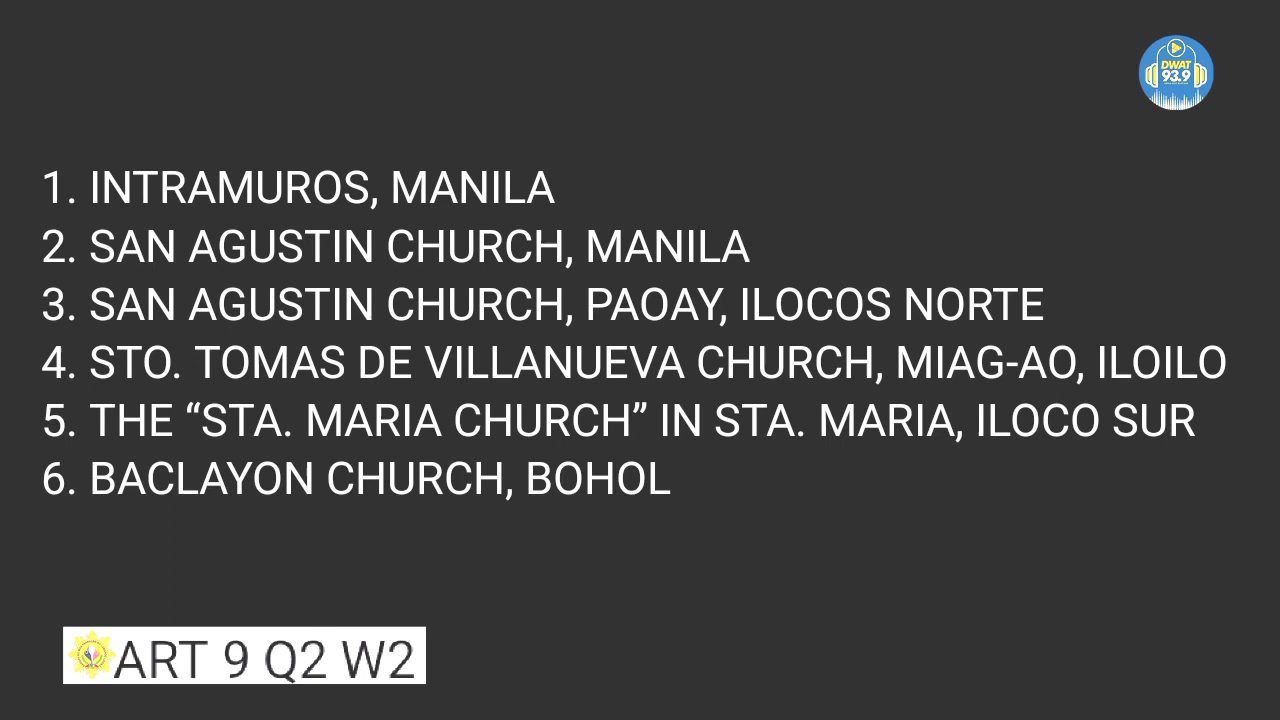 DWAT
93.9
1. INTRAMUROS, MANILA
2. SAN AGUSTIN CHURCH, MANILA
3. SAN AGUSTIN CHURCH, PAOAY, ILOCOS NORTE
4. STO. TOMAS DE VILLANUEVA CHURCH, MIAG-AO, ILOILO
5. THE “STA. MARIA CHURCH” IN STA. MARIA, ILOCO SUR
6. BACLAYON CHURCH, BOHOL
ART 9 Q2 W2